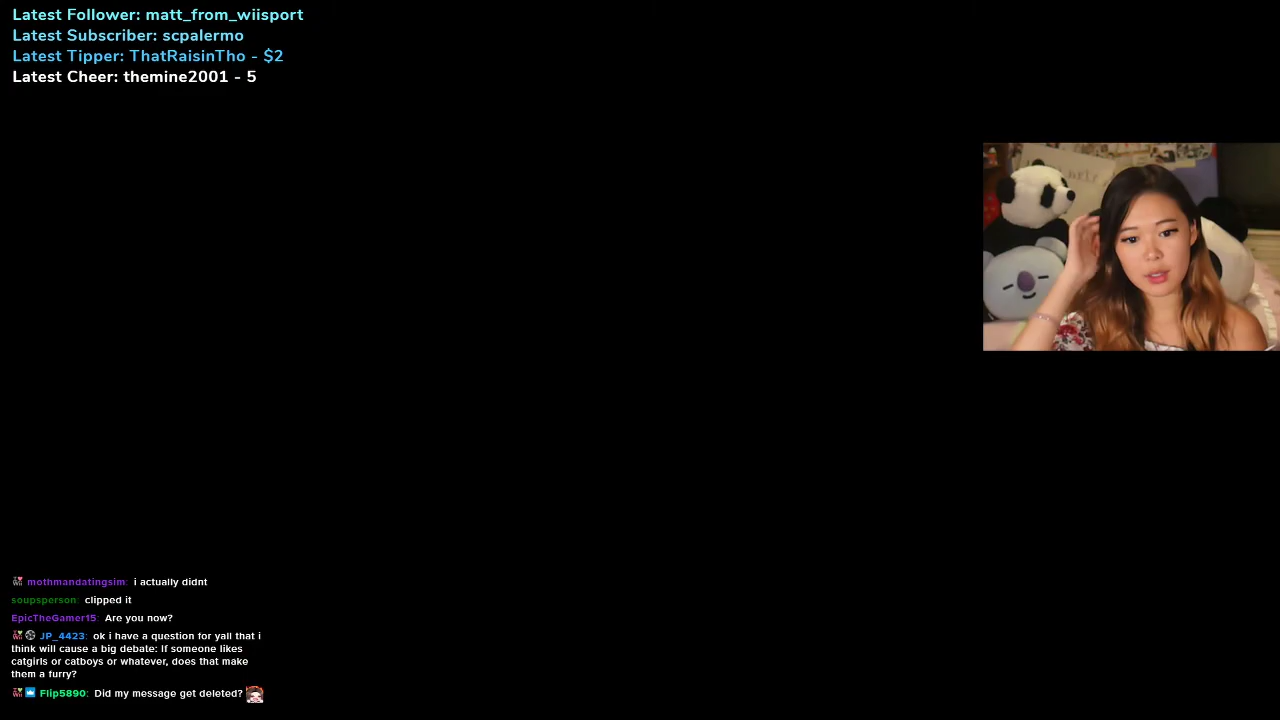 Latest Follower: matt_from_wiisport
Latest Subscriber: scpalermo
Latest Tipper: ThatRaisinTho - $2
Latest Cheer: themine2001 - 5
mothmandatingsim: i actually didnt
soupsperson: clipped it
EpicTheGamer15: Are you now?
JP_4423: ok i have a question for yall that i
think will cause a big debate: If someone likes
catgirls or catboys or whatever, does that make
them a furry?
Flip5890: Did my message get deleted?